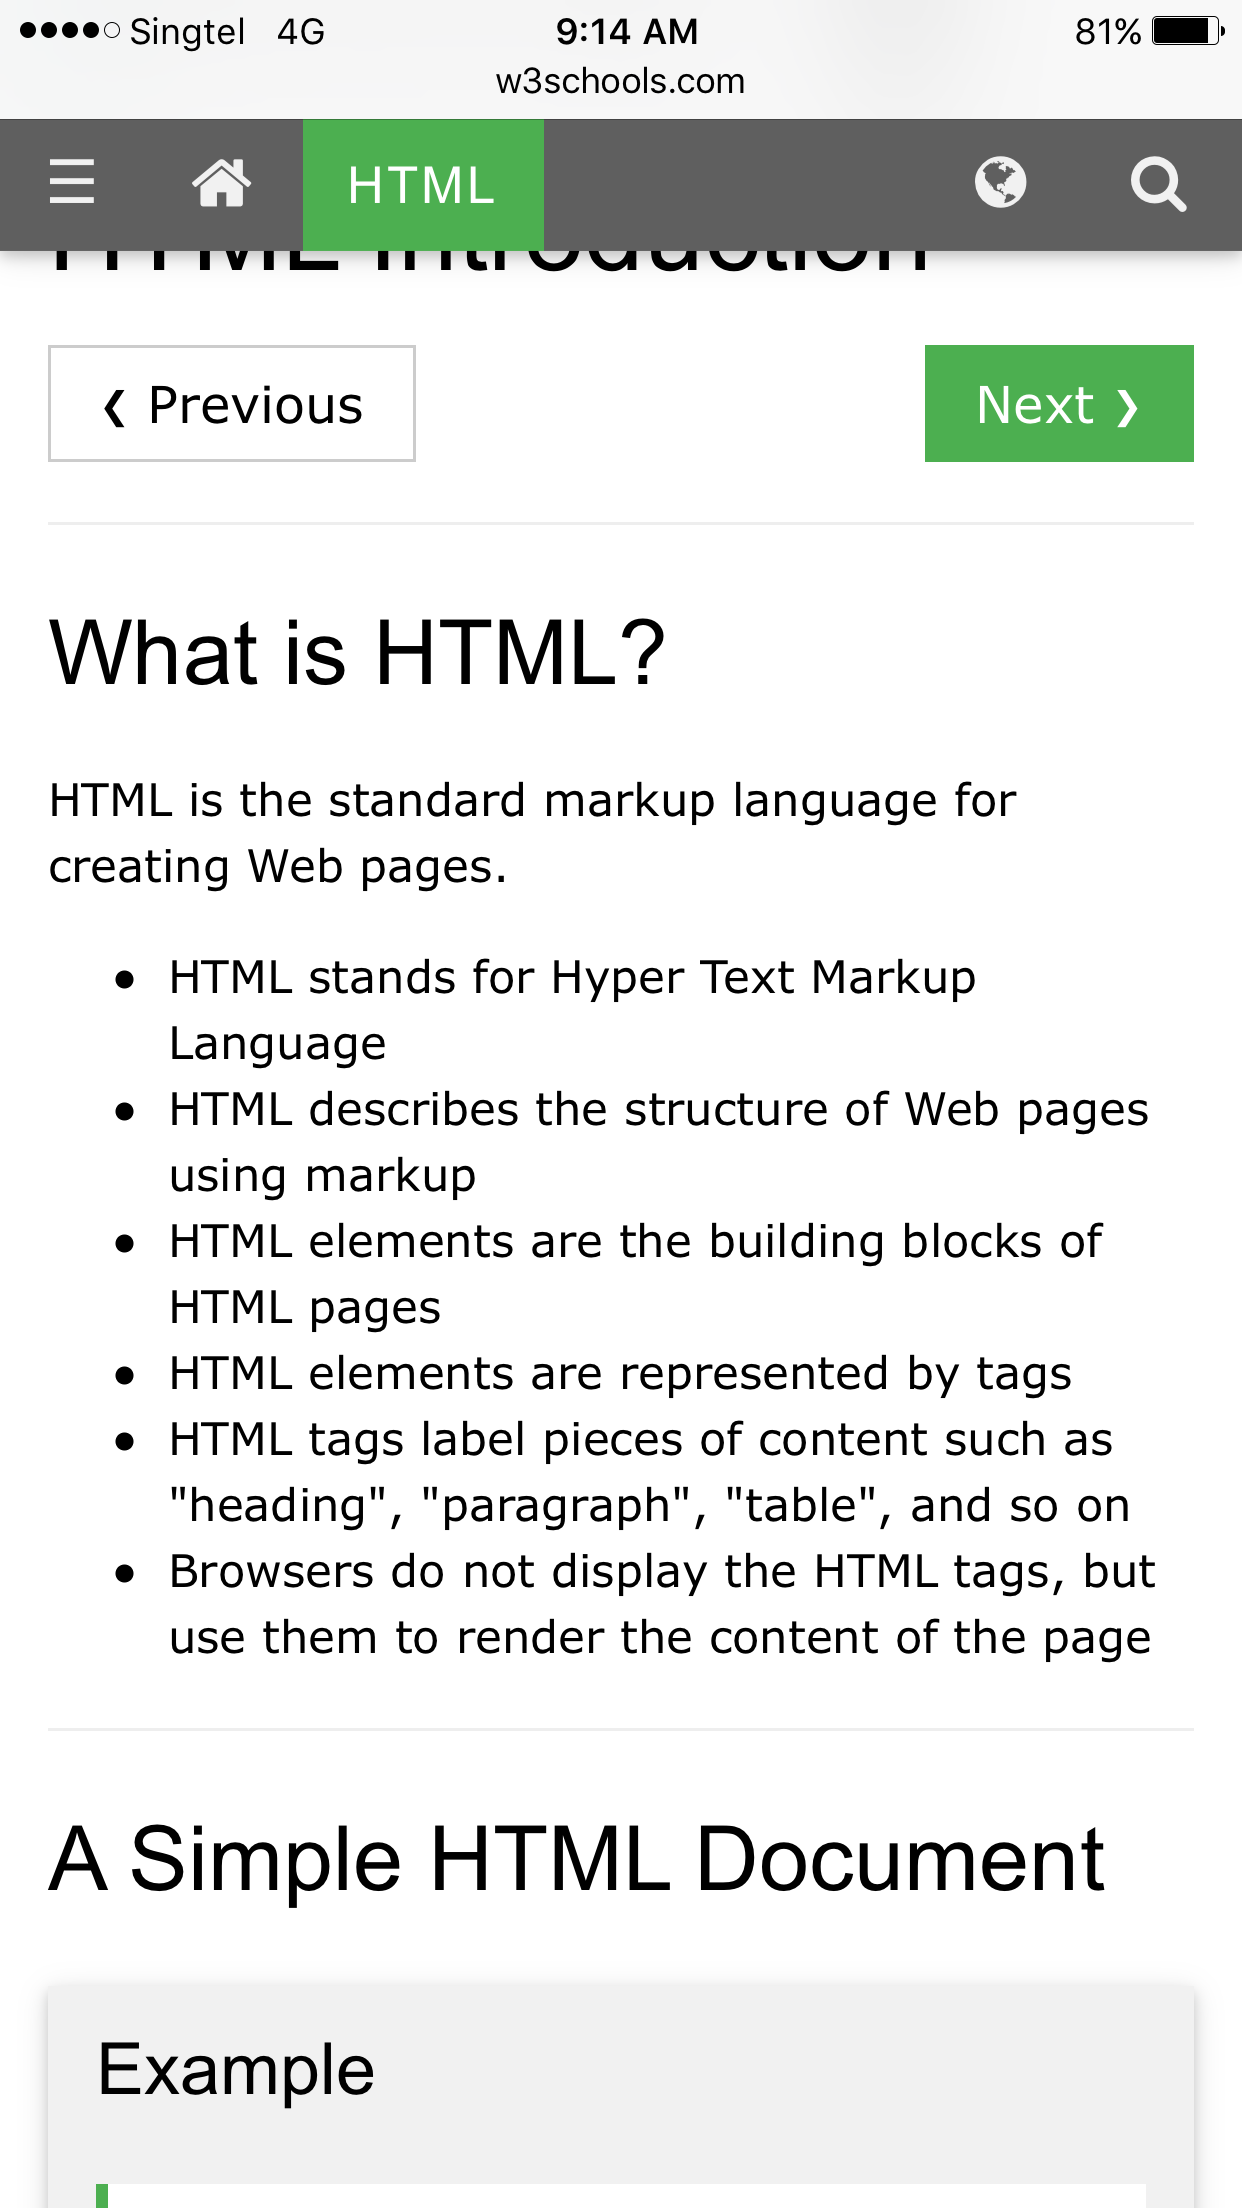 Singtel 4G 9:14 AM 81%
w3schools.com
HTML
HTML Introduction
❮ Previous Next ❯
What is HTML?
HTML is the standard markup language for
creating Web pages.
• HTML stands for Hyper Text Markup
Language
• HTML describes the structure of Web pages
using markup
• HTML elements are the building blocks of
HTML pages
• HTML elements are represented by tags
• HTML tags label pieces of content such as
"heading", "paragraph", "table", and so on
• Browsers do not display the HTML tags, but
use them to render the content of the page
A Simple HTML Document
Example